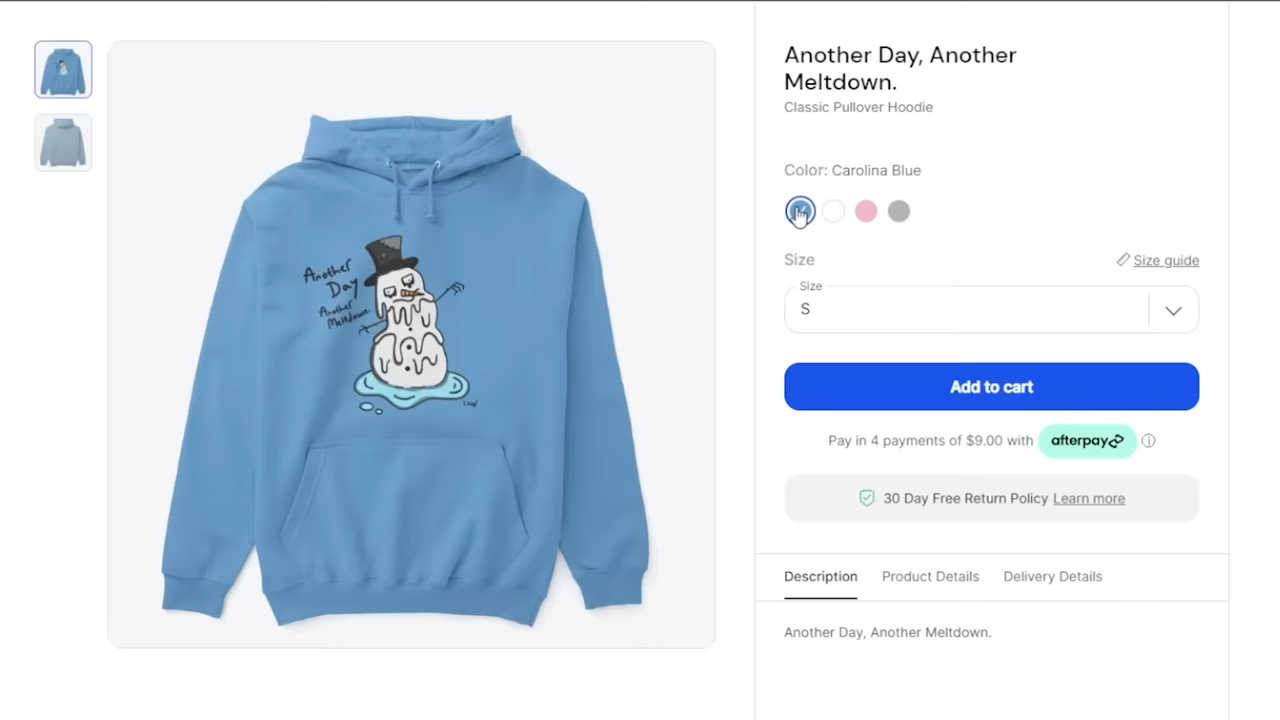 Another Day, Another
Meltdown.
Classic Pullover Hoodie
Color: Carolina Blue
Size
Size guide
Size
S
Add to cart
Pay in 4 payments of $9.00 with afterpay
30 Day Free Return Policy Learn more
Description Product Details Delivery Details
Another Day, Another Meltdown.
Another
Day
Another
Meltdown.